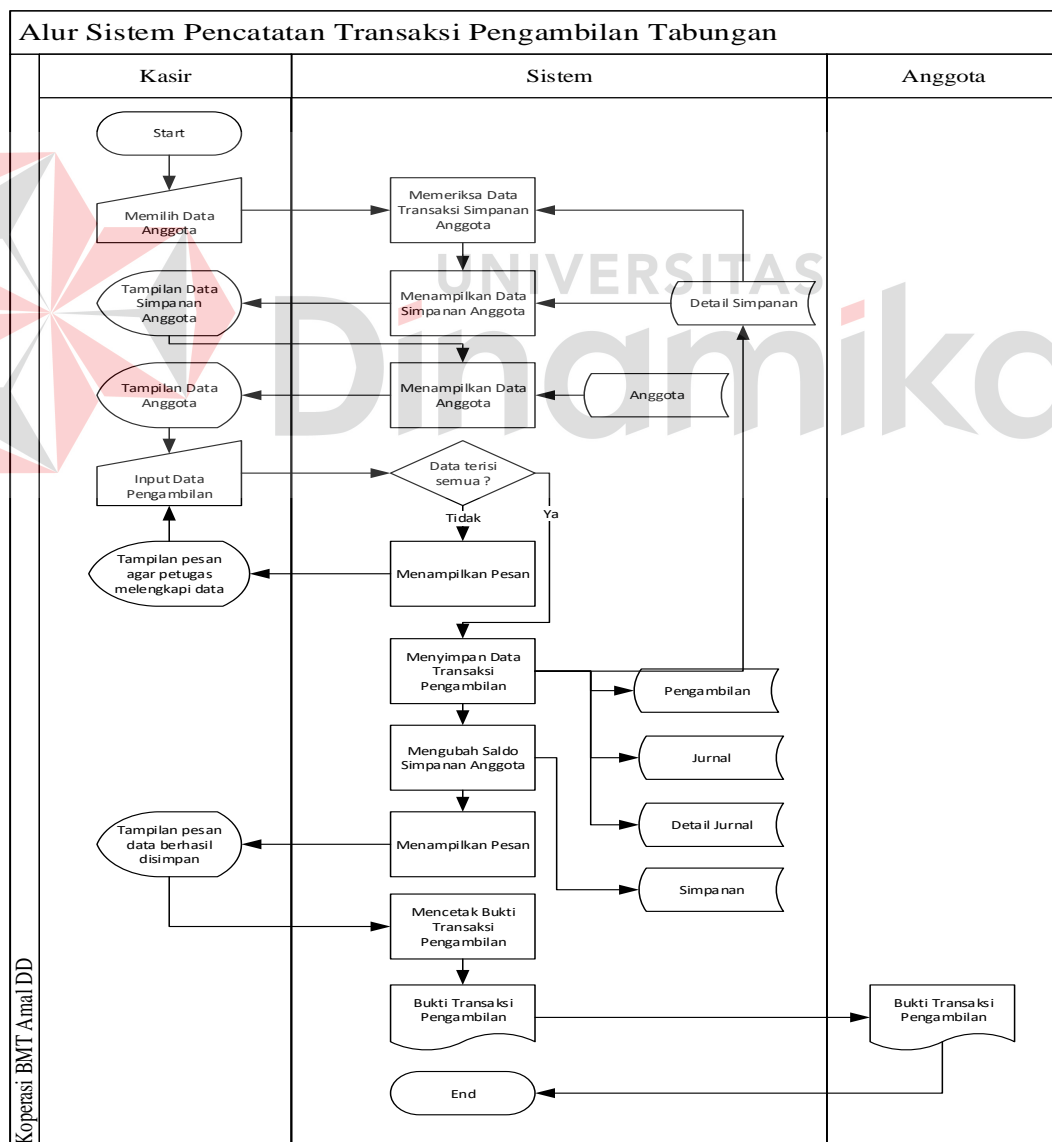 Alur Sistem Pencatatan Transaksi Pengambilan Tabungan
Kasir
Sistem
Anggota
Start
Memilih Data
Anggota
Memeriksa Data
Transaksi Simpanan
Anggota
UNIVERSITAS
Dinamika
Tampilan Data
Simpanan
Anggota
Menampilkan Data
Simpanan Anggota
Detail Simpanan
Tampilan Data
Anggota
Menampilkan Data
Anggota
Anggota
Input Data
Pengambilan
Data terisi
semua ?
Tidak
Ya
Tampilan pesan
agar petugas
melengkapi data
Menampilkan Pesan
Menyimpan Data
Transaksi
Pengambilan
Pengambilan
Mengubah Saldo
Simpanan Anggota
Jurnal
Tampilan pesan
data berhasil
disimpan
Menampilkan Pesan
Detail Jurnal
Simpanan
Mencetak Bukti
Transaksi
Pengambilan
Bukti Transaksi
Pengambilan
Bukti Transaksi
Pengambilan
End
Koperasi BMT Amal DD